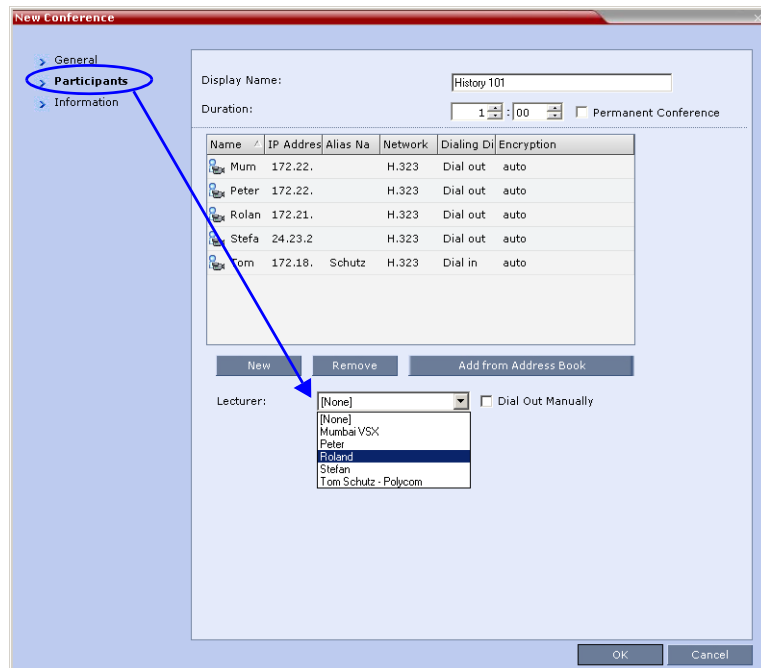 New Conference
General
Participants
Information
Display Name: History 101
Duration: 1 : 00 Permanent Conference
Name IP Addres Alias Na Network Dialing Di Encryption
Mum 172.22. H.323 Dial out auto
Peter 172.22. H.323 Dial out auto
Rolan 172.21. H.323 Dial out auto
Stefa 24.23.2 H.323 Dial out auto
Tom 172.18. Schutz H.323 Dial in auto
New Remove Add from Address Book
Lecturer: [None] Dial Out Manually
[None]
Mumbai VSX
Peter
Roland
Stefan
Tom Schutz - Polycom
OK Cancel